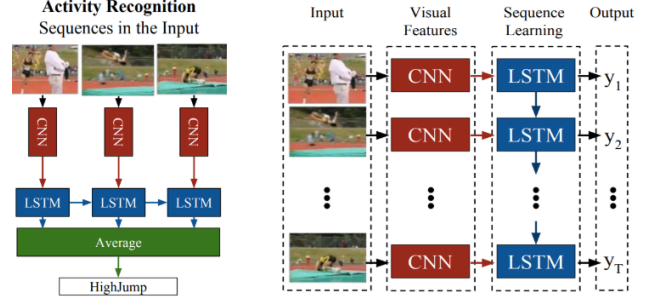 Activity Recognition
Sequences in the Input
CNN
CNN
CNN
LSTM
LSTM
LSTM
Average
HighJump
Input
Visual
Features
Sequence
Learning
Output
CNN
LSTM
y1
CNN
LSTM
y2
CNN
LSTM
yT